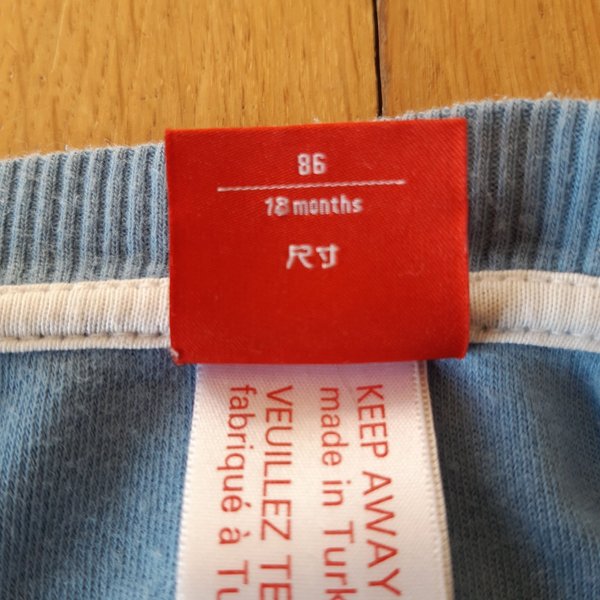 86
18 months
尺寸
KEEP AWAY
made in Turk
VEUILLEZ TE
fabriqué à Tu